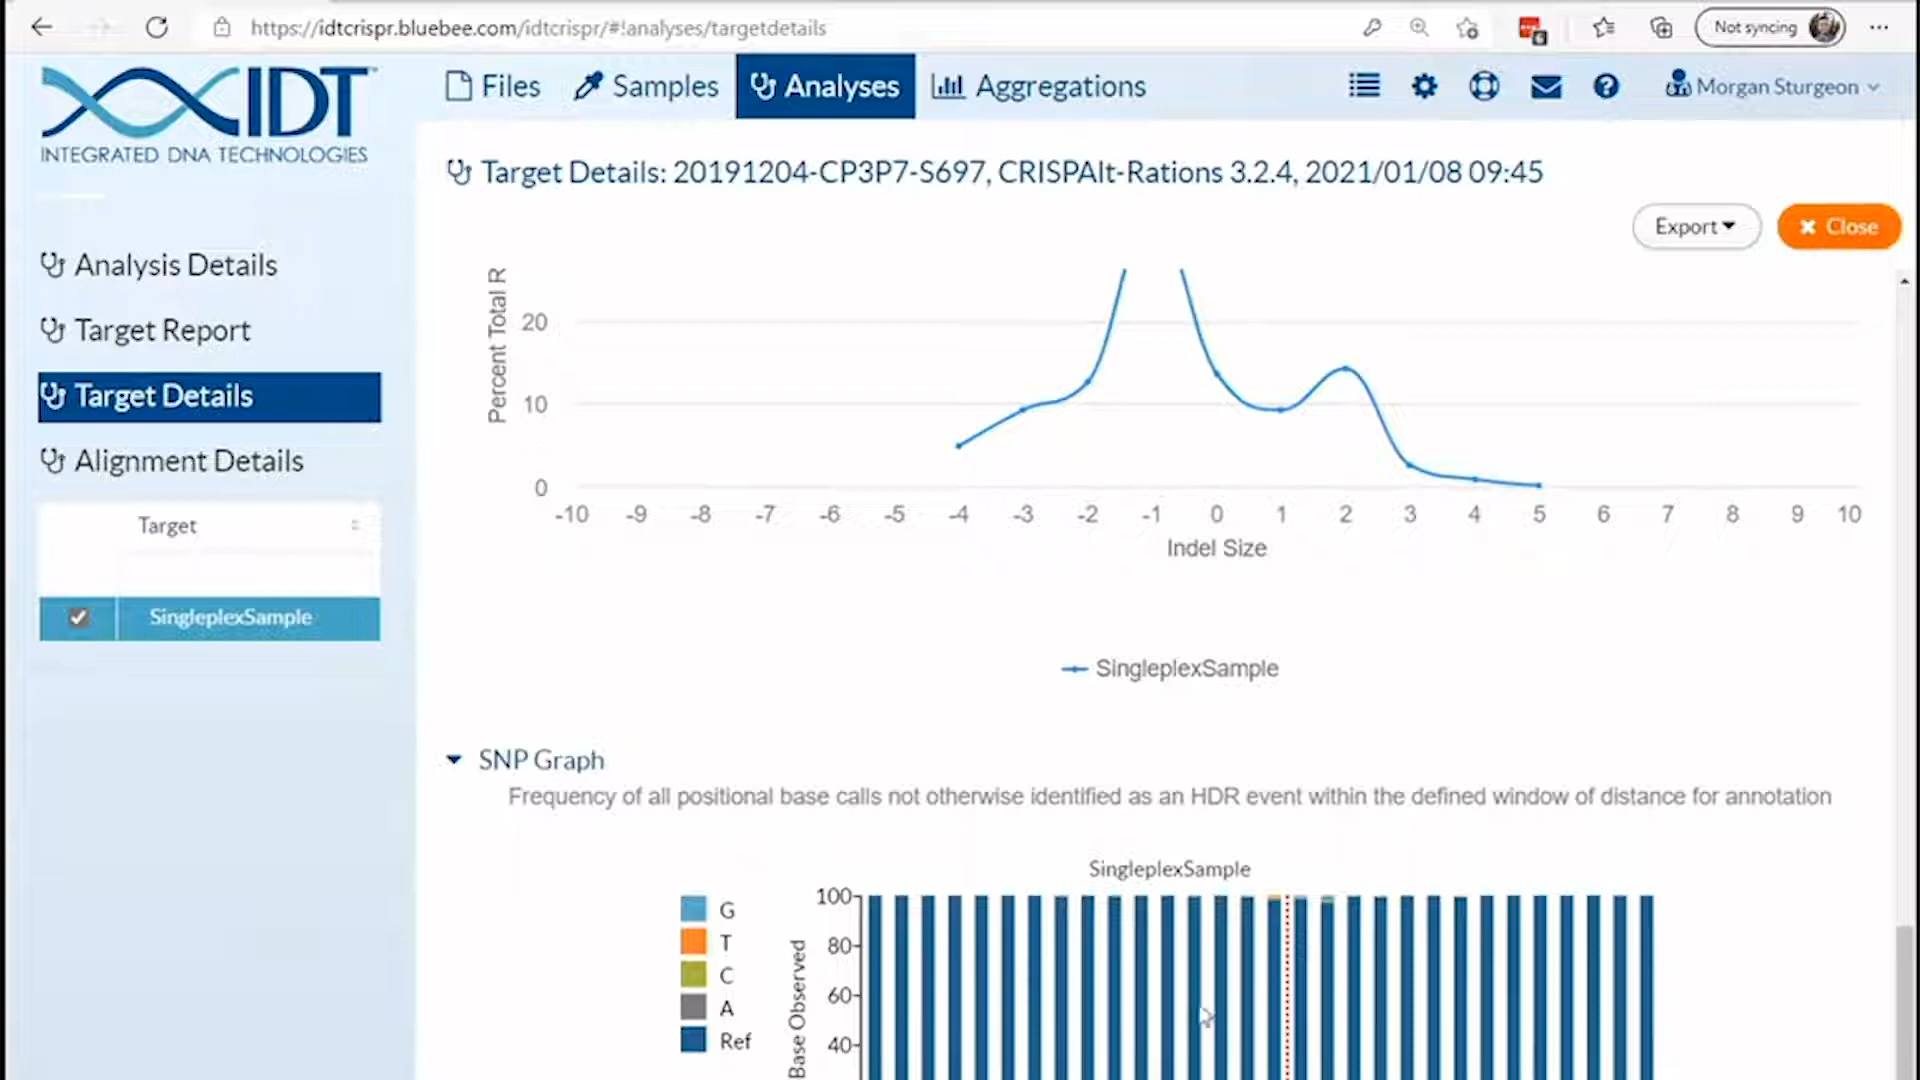 https://idtcrispr.bluebee.com/idtcrispr/#!analyses/targetdetails
Not syncing
IDT
INTEGRATED DNA TECHNOLOGIES
Files
Samples
Analyses
Aggregations
Morgan Sturgeon
Target Details: 20191204-CP3P7-S697, CRISPAlt-Rations 3.2.4, 2021/01/08 09:45
Export
Close
Analysis Details
Target Report
Target Details
Alignment Details
Target
SingleplexSample
Percent Total R
20
10
0
-10 -9 -8 -7 -6 -5 -4 -3 -2 -1 0 1 2 3 4 5 6 7 8 9 10
Indel Size
SingleplexSample
SNP Graph
Frequency of all positional base calls not otherwise identified as an HDR event within the defined window of distance for annotation
SingleplexSample
G
T
C
A
Ref
Base Observed
100
80
60
40